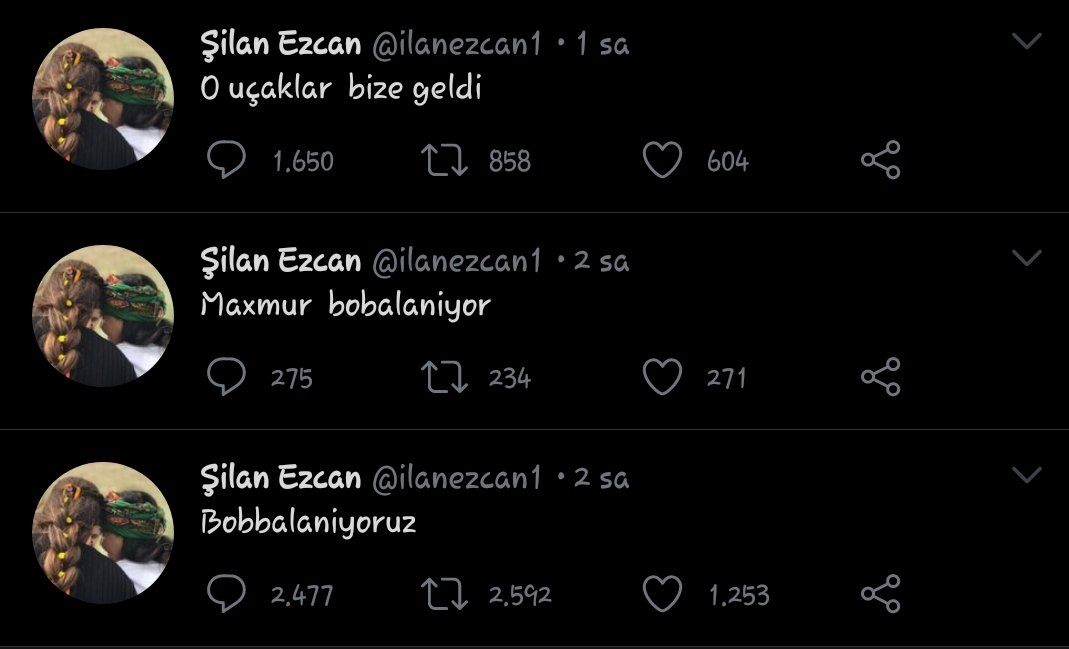 Şilan Ezcan @ilanezcan1 • 1 sa
O uçaklar bize geldi
1.650 858 604
Şilan Ezcan @ilanezcan1 • 2 sa
Maxmur bobalaniyor
275 234 271
Şilan Ezcan @ilanezcan1 • 2 sa
Bobbalaniyoruz
2.477 2.592 1.253